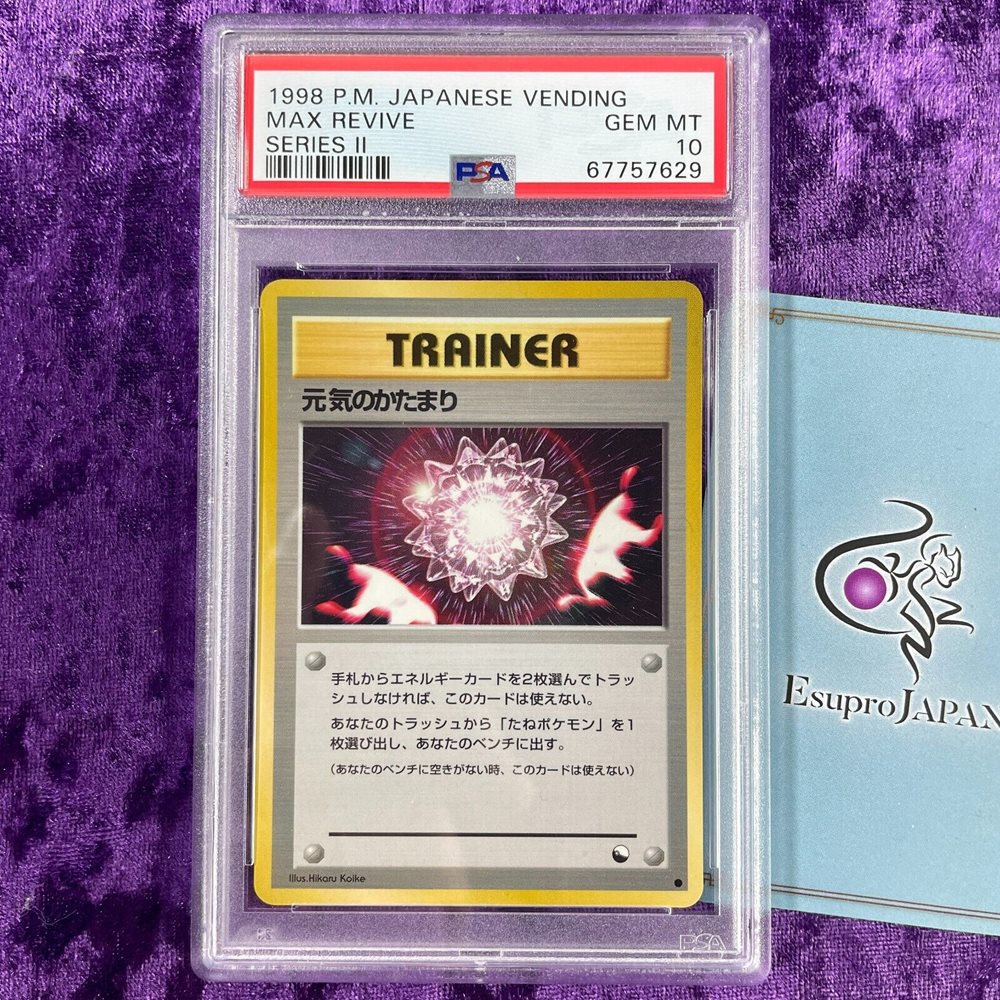 1998 P.M. JAPANESE VENDING
MAX REVIVE GEM MT
SERIES II 10
PSA 67757629
TRAINER
元気のかたまり
手札からエネルギーカードを2枚選んでトラッ
シュしなければ、このカードは使えない。
あなたのトラッシュから「たねポケモン」を1
枚選び出し、あなたのベンチに出す。
(あなたのベンチに空きがない時、このカードは使えない)
Illus.Hikaru Koike
PSA
EsuproJAPAN